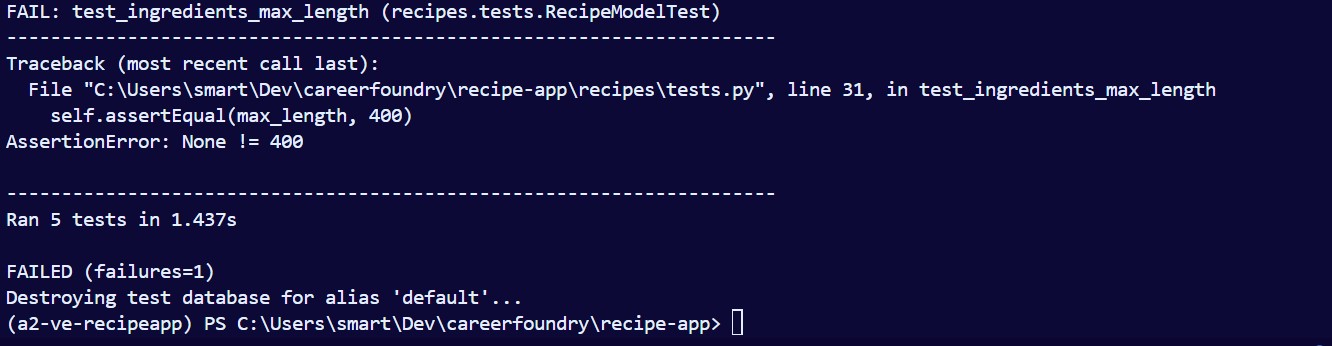 FAIL: test_ingredients_max_length (recipes.tests.RecipeModelTest)
----------------------------------------------------------------------
Traceback (most recent call last):
  File "C:\Users\smart\Dev\careerfoundry\recipe-app\recipes\tests.py", line 31, in test_ingredients_max_length
    self.assertEqual(max_length, 400)
AssertionError: None != 400

----------------------------------------------------------------------
Ran 5 tests in 1.437s

FAILED (failures=1)
Destroying test database for alias 'default'...
(a2-ve-recipeapp) PS C:\Users\smart\Dev\careerfoundry\recipe-app>